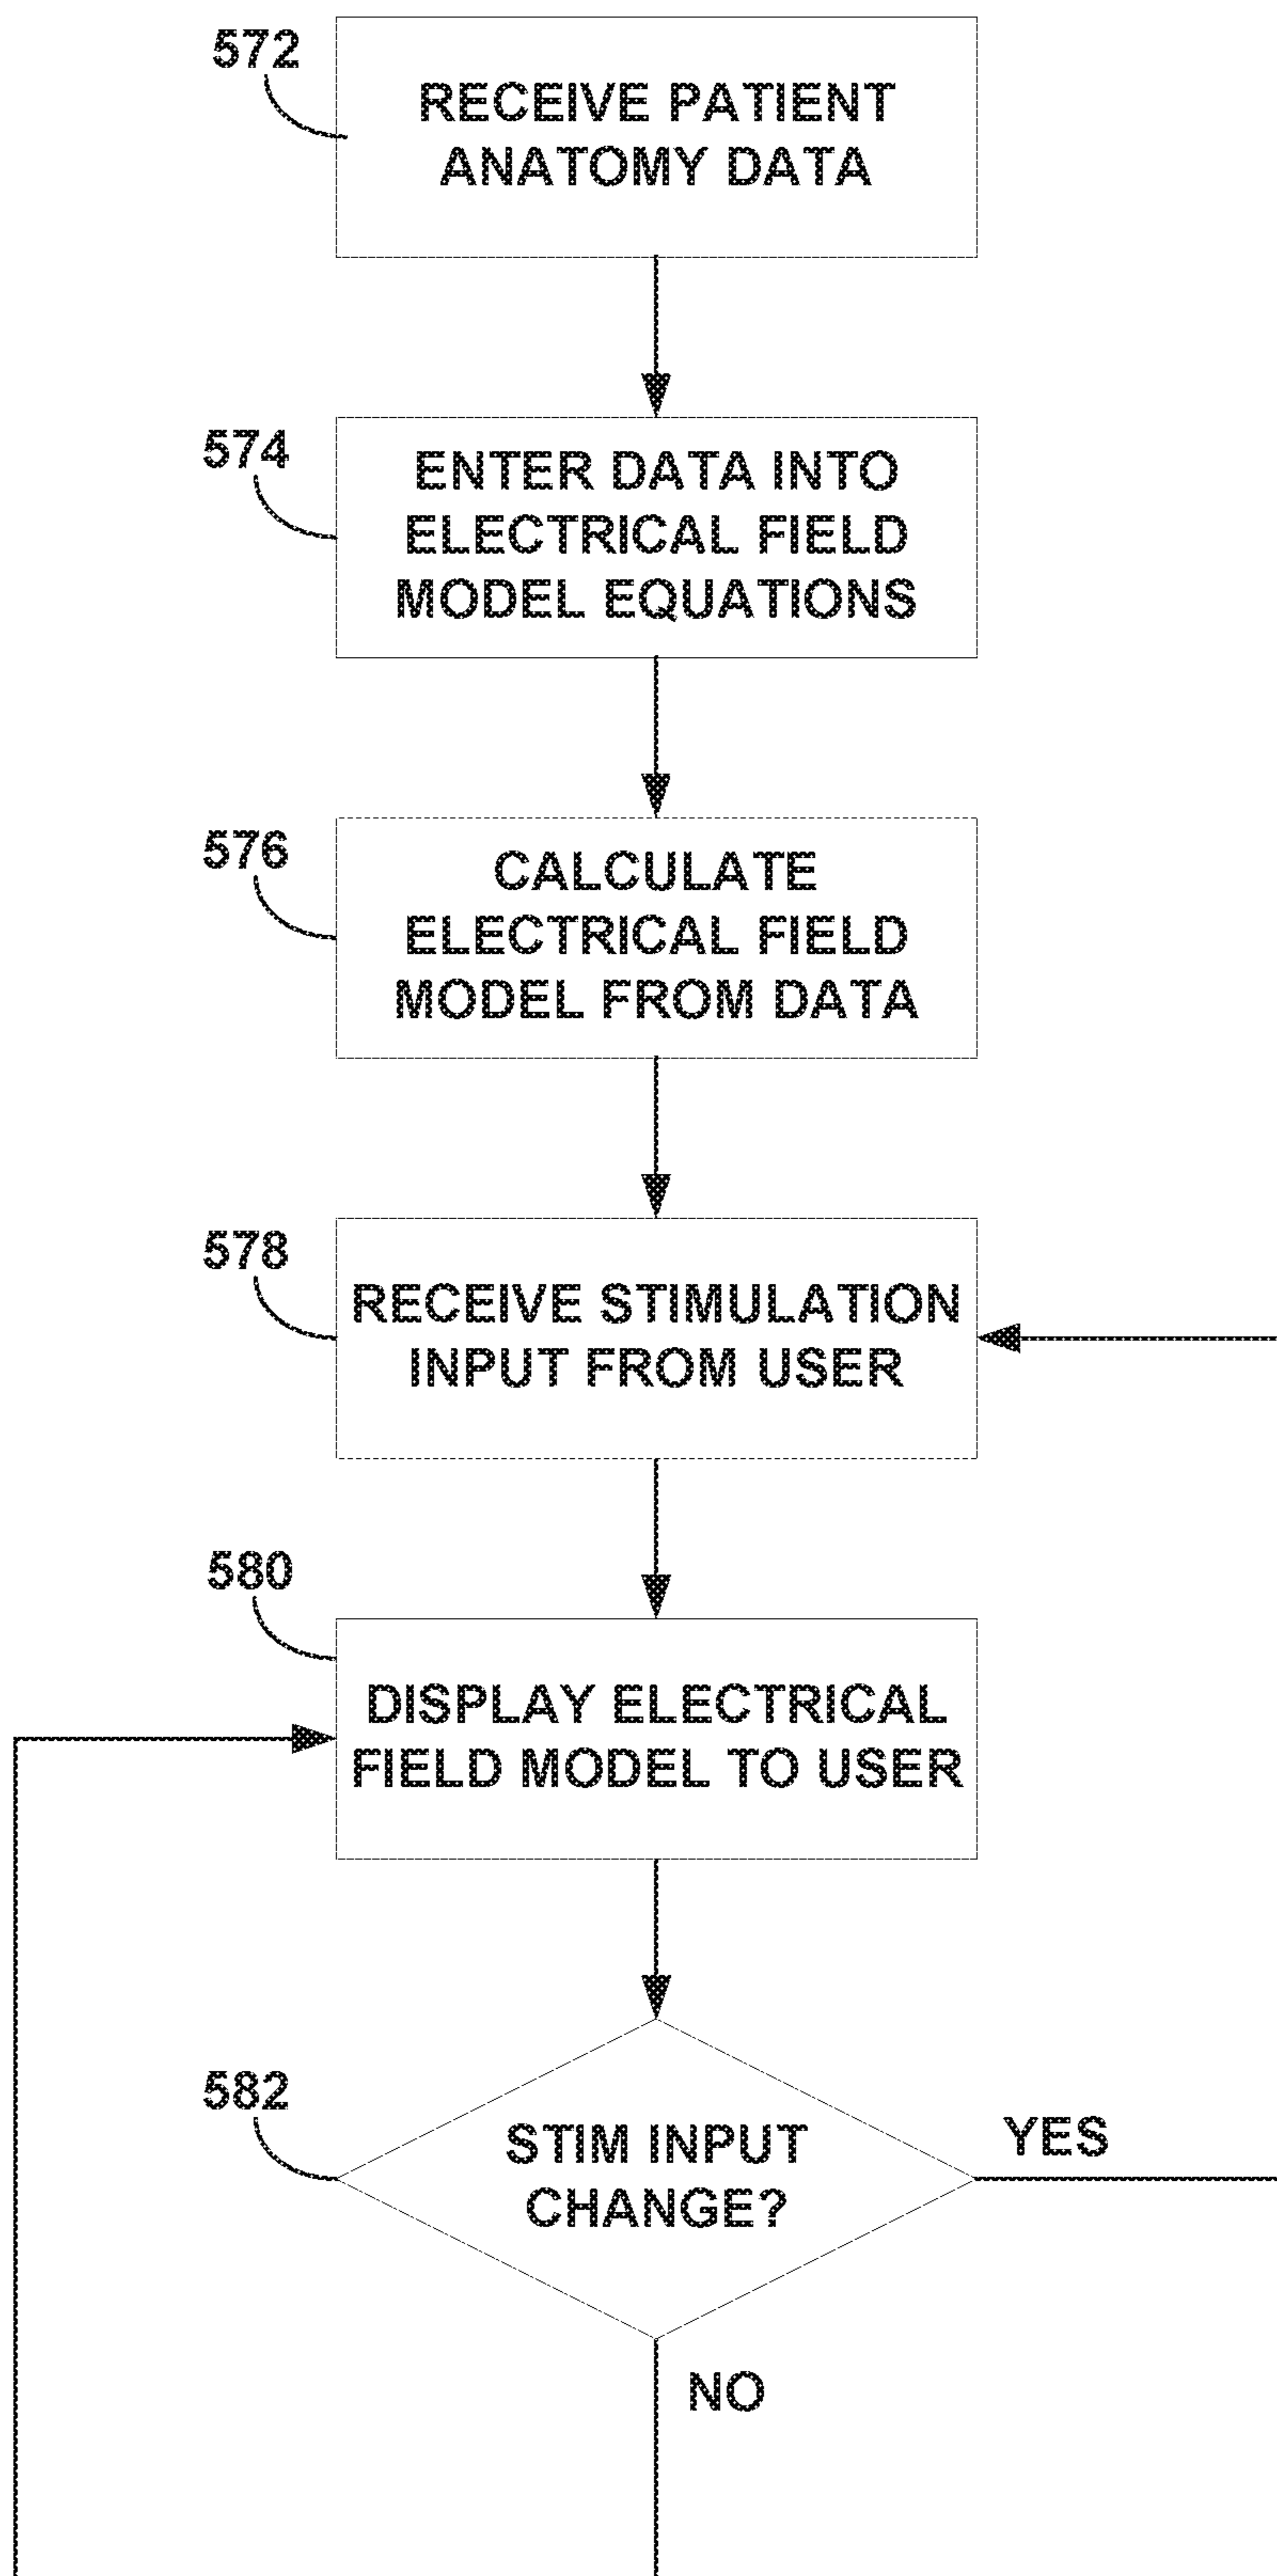 572
RECEIVE PATIENT
ANATOMY DATA
574
ENTER DATA INTO
ELECTRICAL FIELD
MODEL EQUATIONS
576
CALCULATE
ELECTRICAL FIELD
MODEL FROM DATA
578
RECEIVE STIMULATION
INPUT FROM USER
580
DISPLAY ELECTRICAL
FIELD MODEL TO USER
582
STIM INPUT
CHANGE?
YES
NO